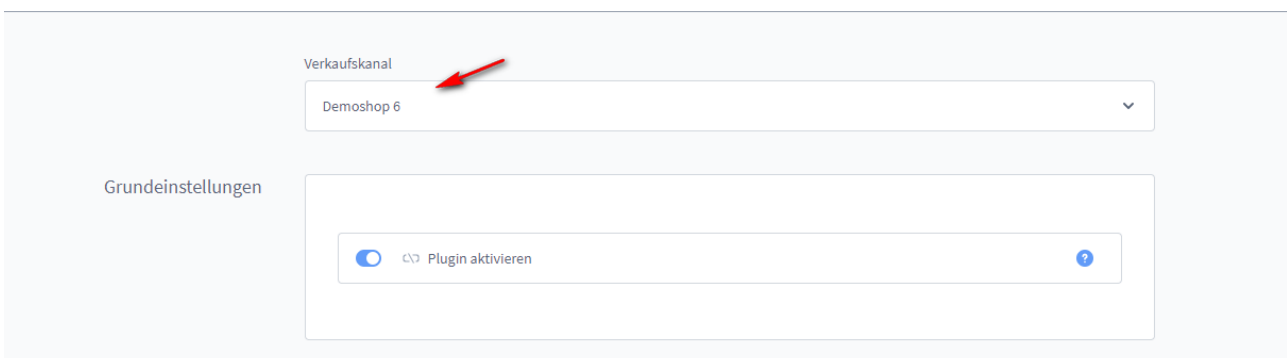 Verkaufskanal
Demoshop 6
Grundeinstellungen
Plugin aktivieren
?